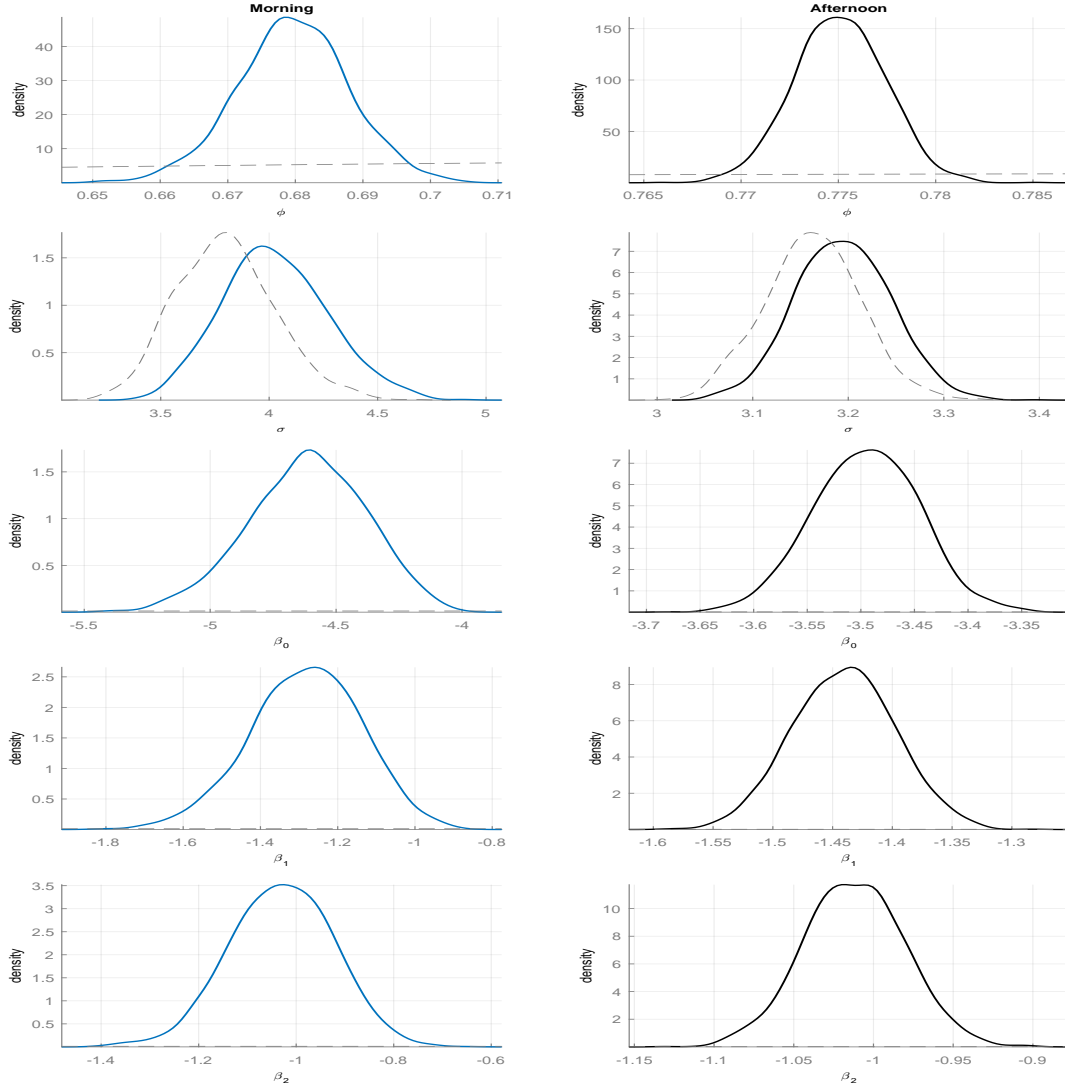 Morning
density
40
30
20
10
0.65 0.66 0.67 0.68 0.69 0.7 0.71
ϕ
Afternoon
density
150
100
50
0.765 0.77 0.775 0.78 0.785
ϕ
density
1.5
1
0.5
3.5 4 4.5 5
σ
density
7
6
5
4
3
2
1
3 3.1 3.2 3.3 3.4
σ
density
1.5
1
0.5
-5.5 -5 -4.5 -4
β0
density
7
6
5
4
3
2
1
-3.7 -3.65 -3.6 -3.55 -3.5 -3.45 -3.4 -3.35
β0
density
2.5
2
1.5
1
0.5
-1.8 -1.6 -1.4 -1.2 -1 -0.8
β1
density
8
6
4
2
-1.6 -1.55 -1.5 -1.45 -1.4 -1.35 -1.3
β1
density
3.5
3
2.5
2
1.5
1
0.5
-1.4 -1.2 -1 -0.8 -0.6
β2
density
10
8
6
4
2
-1.15 -1.1 -1.05 -1 -0.95 -0.9
β2